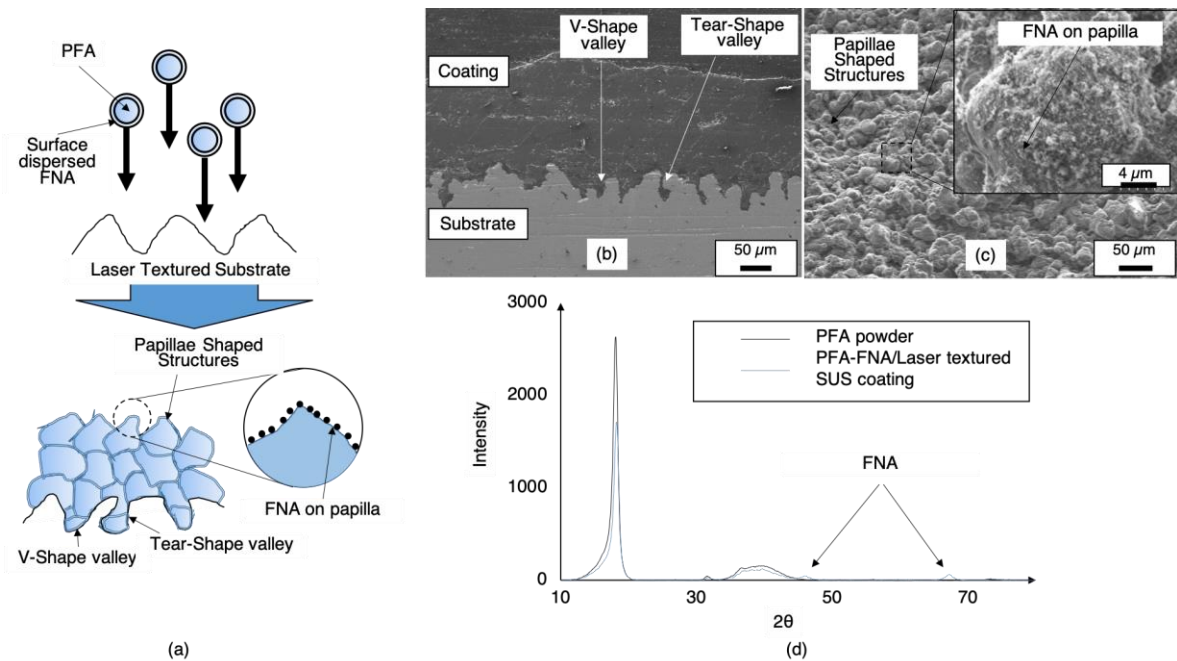 PFA
Surface
dispersed
FNA
Laser Textured Substrate
Papillae Shaped
Structures
FNA on papilla
V-Shape valley
Tear-Shape valley
(a)
V-Shape
valley
Tear-Shape
valley
Coating
Substrate
(b)
50 µm
Papillae
Shaped
Structures
FNA on papilla
4 µm
(c)
50 µm
3000
2000
1000
0
Intensity
PFA powder
PFA-FNA/Laser textured
SUS coating
FNA
10
30
50
70
2θ
(d)